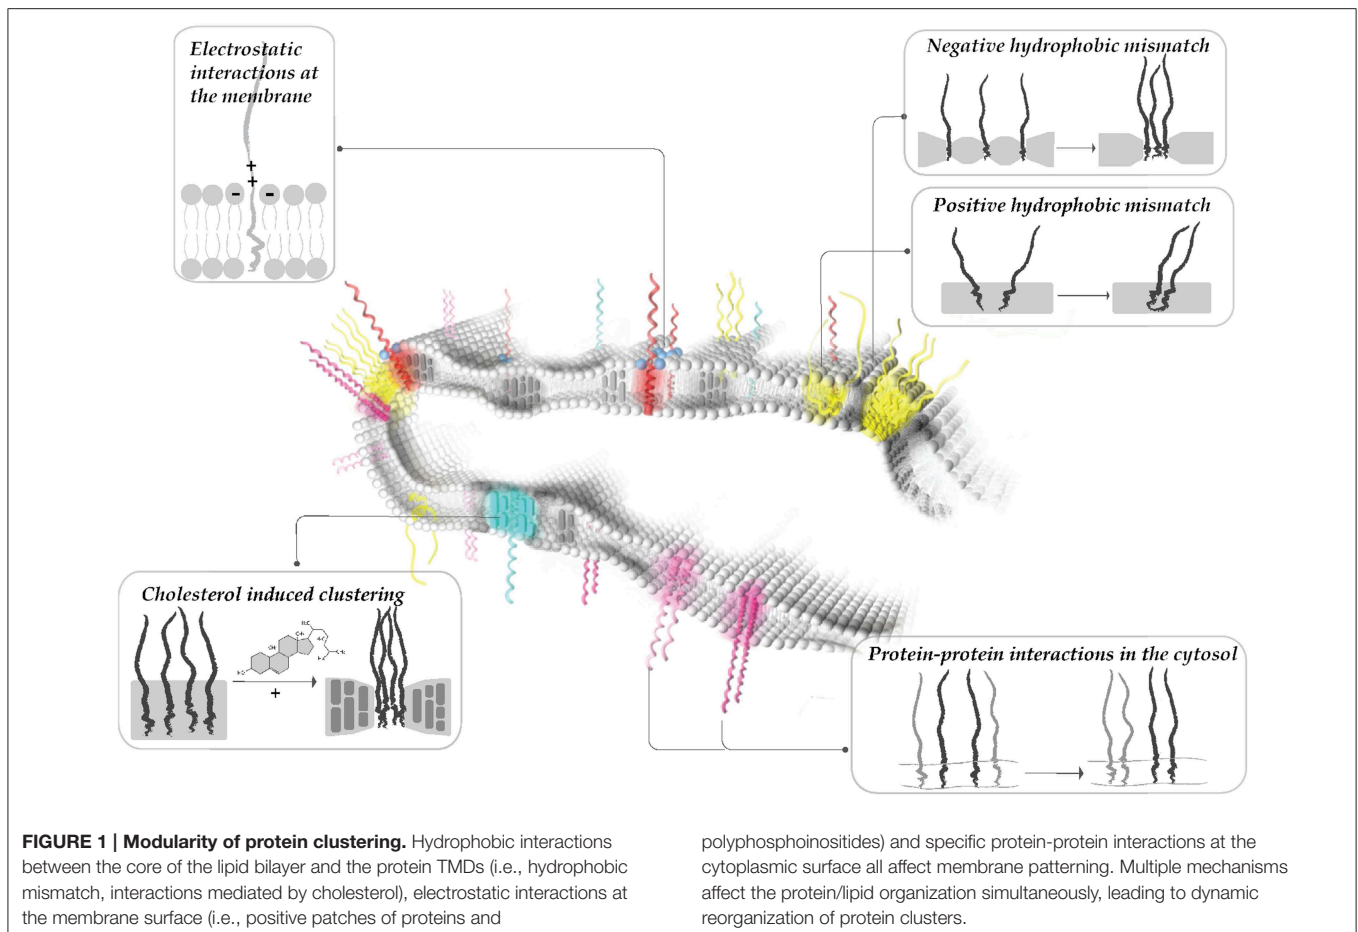 Electrostatic
interactions at
the membrane
+
+
-
-
Negative hydrophobic mismatch
Positive hydrophobic mismatch
Cholesterol induced clustering
+
Protein-protein interactions in the cytosol
FIGURE 1 | Modularity of protein clustering. Hydrophobic interactions
between the core of the lipid bilayer and the protein TMDs (i.e., hydrophobic
mismatch, interactions mediated by cholesterol), electrostatic interactions at
the membrane surface (i.e., positive patches of proteins and
polyphosphoinositides) and specific protein-protein interactions at the
cytoplasmic surface all affect membrane patterning. Multiple mechanisms
affect the protein/lipid organization simultaneously, leading to dynamic
reorganization of protein clusters.